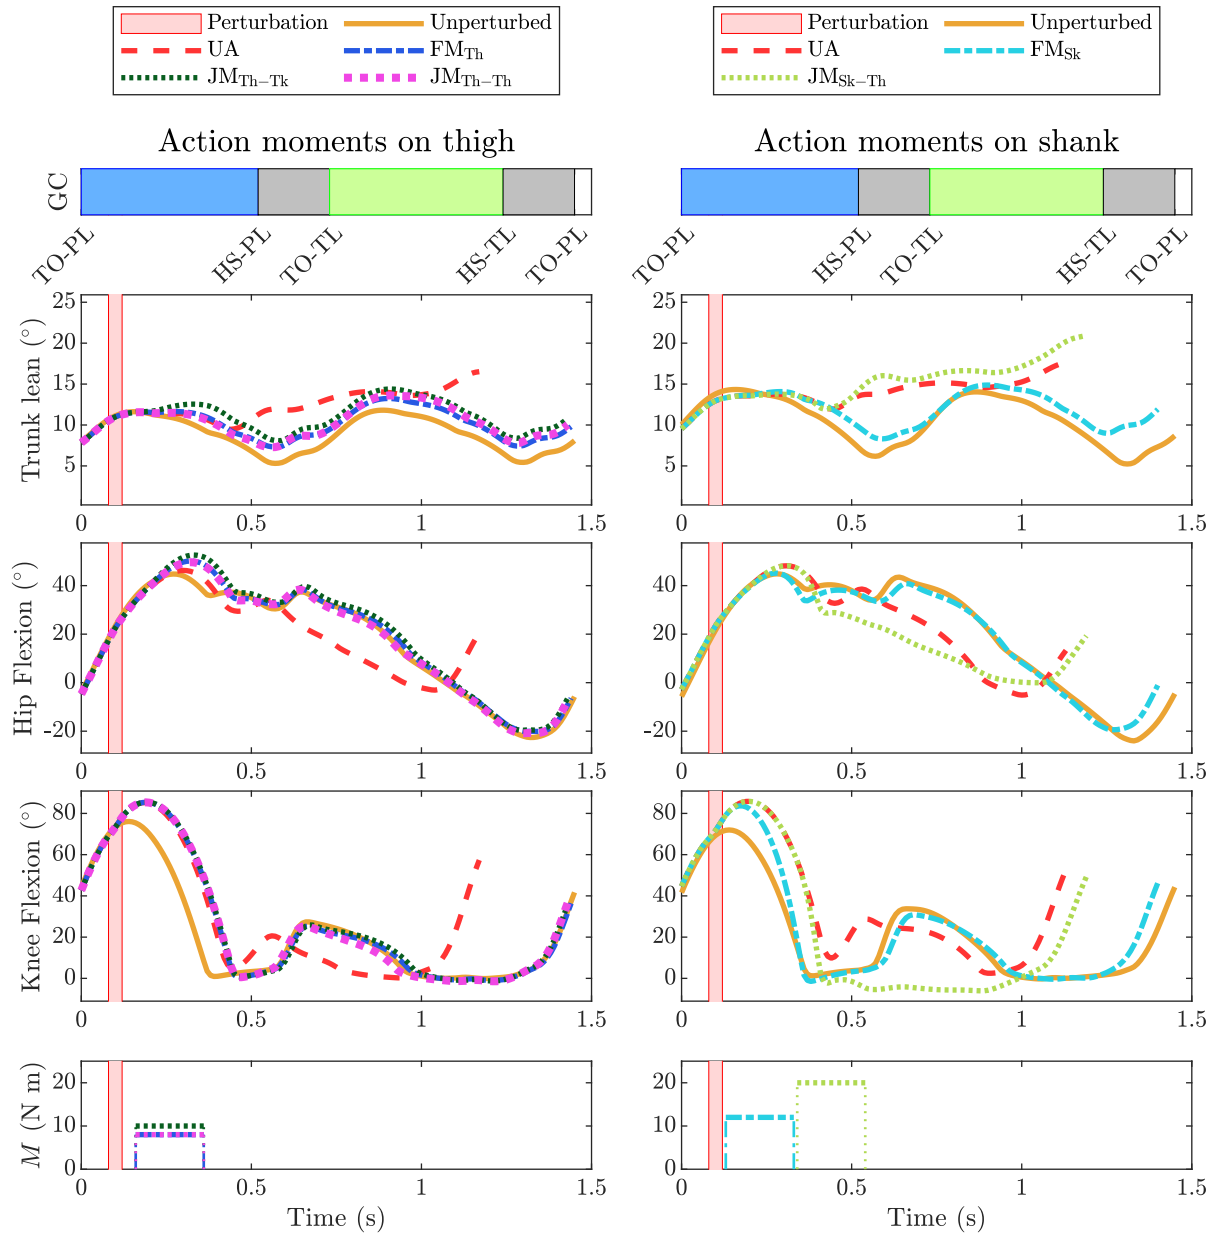 Perturbation Unperturbed
UA FM_Th
JM_Th−Tk JM_Th−Th
Perturbation Unperturbed
UA FM_Sk
JM_Sk−Th
Action moments on thigh
Action moments on shank
GC
TO-PL HS-PL TO-TL HS-TL TO-PL
TO-PL HS-PL TO-TL HS-TL TO-PL
Trunk lean (°)
25
20
15
10
5
0 0.5 1 1.5
25
20
15
10
5
0 0.5 1 1.5
Hip Flexion (°)
40
20
0
-20
0 0.5 1 1.5
40
20
0
-20
0 0.5 1 1.5
Knee Flexion (°)
80
60
40
20
0
0 0.5 1 1.5
80
60
40
20
0
0 0.5 1 1.5
M (N m)
20
10
0
0 0.5 1 1.5
Time (s)
20
10
0
0 0.5 1 1.5
Time (s)